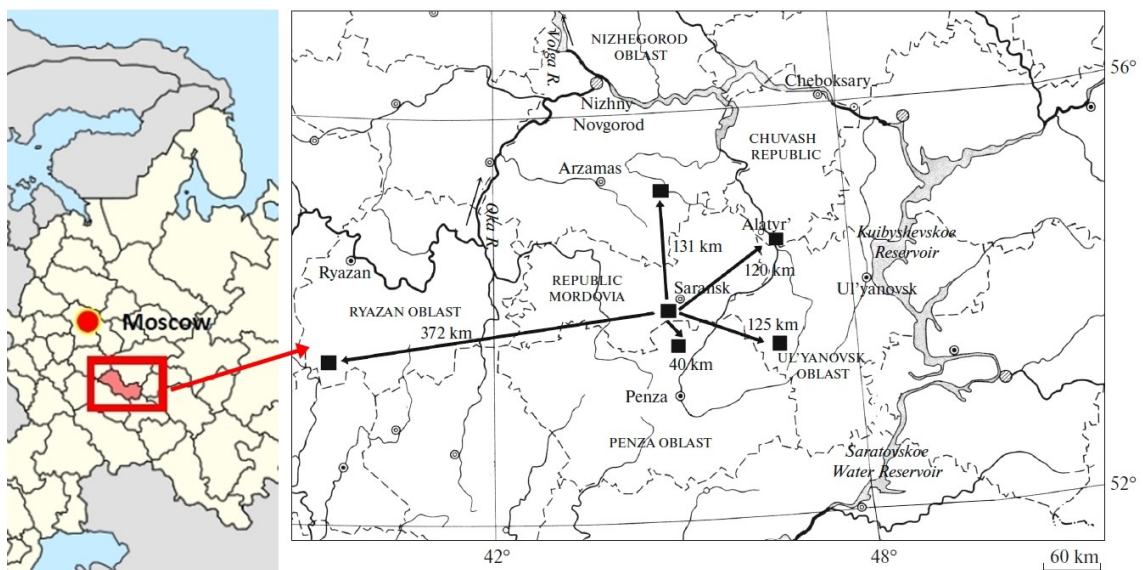 Moscow
Volga R.
NIZHEGOROD
OBLAST
Cheboksary
56°
Nizhny
Novgorod
CHUVASH
REPUBLIC
Arzamas
Oka R.
Alatyr'
131 km
Kuibyshevskoe
Reservoir
Ryazan
120 km
REPUBLIC
MORDOVIA
Saransk
Ul'yanovsk
RYAZAN OBLAST
372 km
125 km
40 km
UL'YANOVSK
OBLAST
Penza
PENZA OBLAST
Saratovskoe
Water Reservoir
52°
42°
48°
60 km